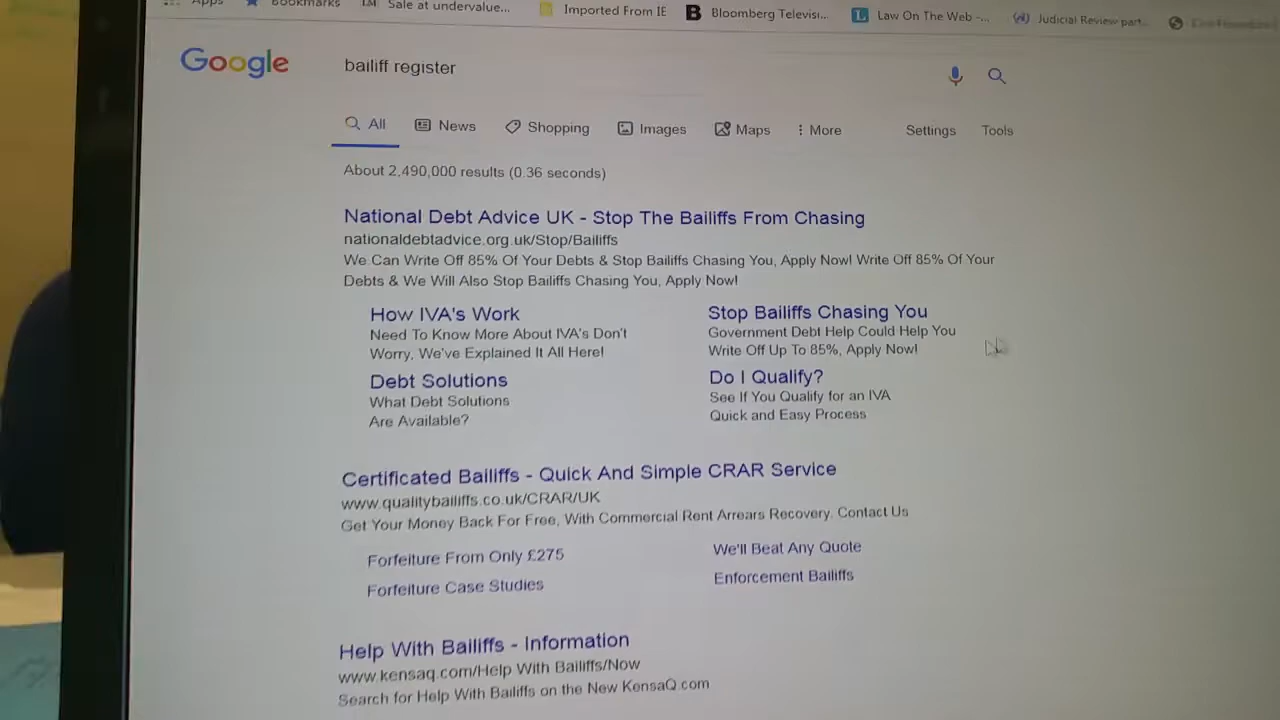 Apps Bookmarks Sale at undervalue... Imported From IE Bloomberg Televisi... Law On The Web -... Judicial Review part...
Google bailiff register
All News Shopping Images Maps More Settings Tools
About 2,490,000 results (0.36 seconds)
National Debt Advice UK - Stop The Bailiffs From Chasing
nationaldebtadvice.org.uk/Stop/Bailiffs
We Can Write Off 85% Of Your Debts & Stop Bailiffs Chasing You, Apply Now! Write Off 85% Of Your
Debts & We Will Also Stop Bailiffs Chasing You, Apply Now!
How IVA's Work
Need To Know More About IVA's Don't
Worry, We've Explained It All Here!
Stop Bailiffs Chasing You
Government Debt Help Could Help You
Write Off Up To 85%, Apply Now!
Debt Solutions
What Debt Solutions
Are Available?
Do I Qualify?
See If You Qualify for an IVA
Quick and Easy Process
Certificated Bailiffs - Quick And Simple CRAR Service
www.qualitybailiffs.co.uk/CRAR/UK
Get Your Money Back For Free, With Commercial Rent Arrears Recovery. Contact Us
Forfeiture From Only £275
We'll Beat Any Quote
Forfeiture Case Studies
Enforcement Bailiffs
Help With Bailiffs - Information
www.kensaq.com/Help With Bailiffs/Now
Search for Help With Bailiffs on the New KensaQ.com